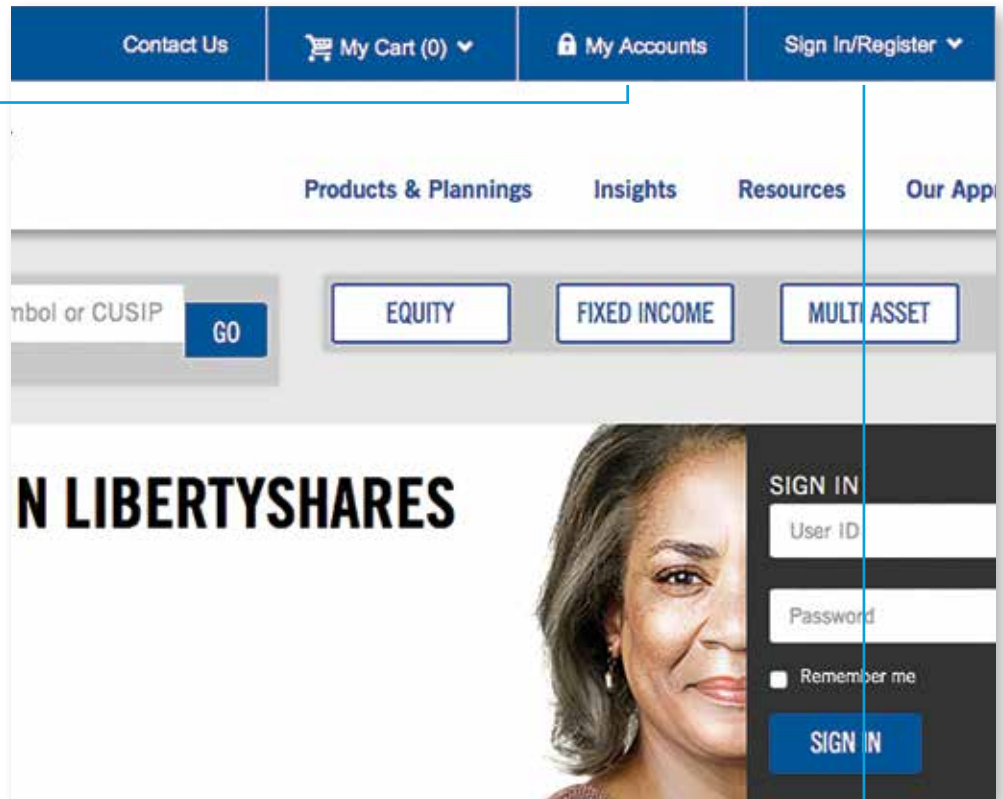 Contact Us My Cart (0) My Accounts Sign In/Register
Products & Plannings Insights Resources Our App
mbol or CUSIP GO EQUITY FIXED INCOME MULTI ASSET
N LIBERTYSHARES
SIGN IN
User ID
Password
Remember me
SIGN IN